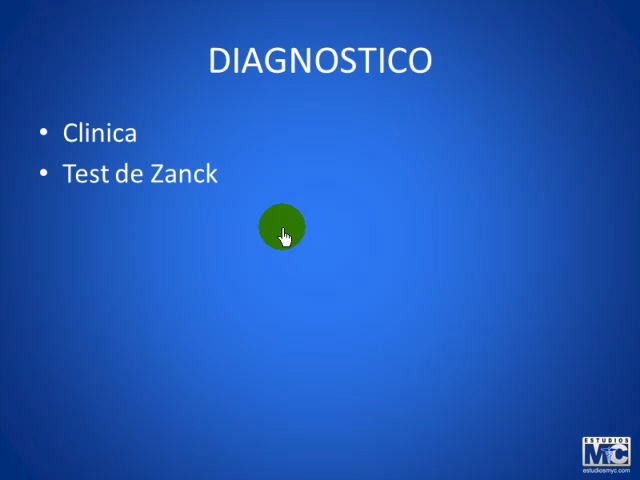 DIAGNOSTICO
• Clinica
• Test de Zanck
ESTUDIOS
MyC
estudiosmyc.com